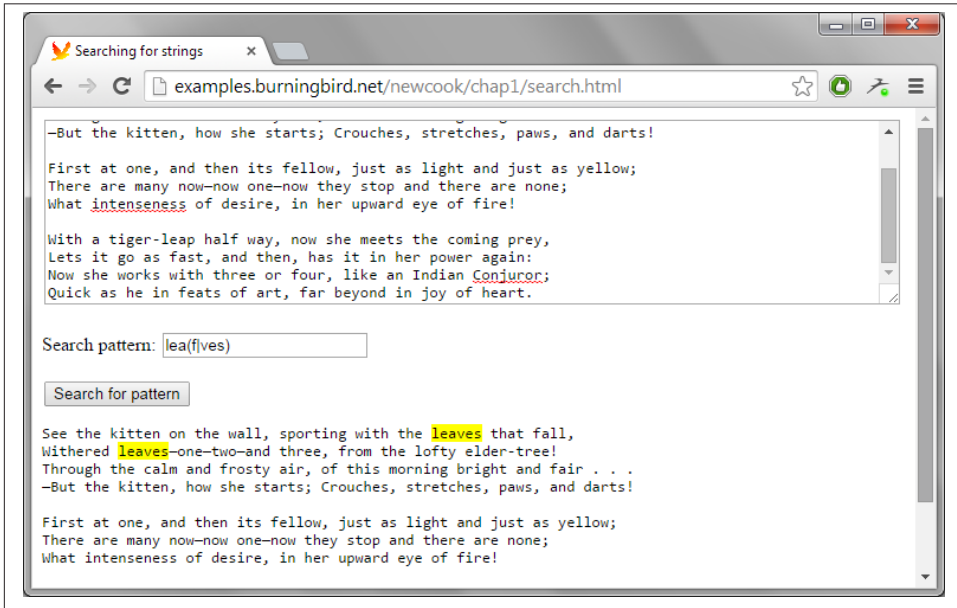 Searching for strings
examples.burningbird.net/newcook/chap1/search.html
—But the kitten, how she starts; Crouches, stretches, paws, and darts!
First at one, and then its fellow, just as light and just as yellow;
There are many now—now one—now they stop and there are none;
What intenseness of desire, in her upward eye of fire!
With a tiger-leap half way, now she meets the coming prey,
Lets it go as fast, and then, has it in her power again:
Now she works with three or four, like an Indian Conjuror;
Quick as he in feats of art, far beyond in joy of heart.
Search pattern: lea(f|ves)
Search for pattern
See the kitten on the wall, sporting with the leaves that fall,
Withered leaves—one—two—and three, from the lofty elder-tree!
Through the calm and frosty air, of this morning bright and fair . . .
—But the kitten, how she starts; Crouches, stretches, paws, and darts!
First at one, and then its fellow, just as light and just as yellow;
There are many now—now one—now they stop and there are none;
What intenseness of desire, in her upward eye of fire!